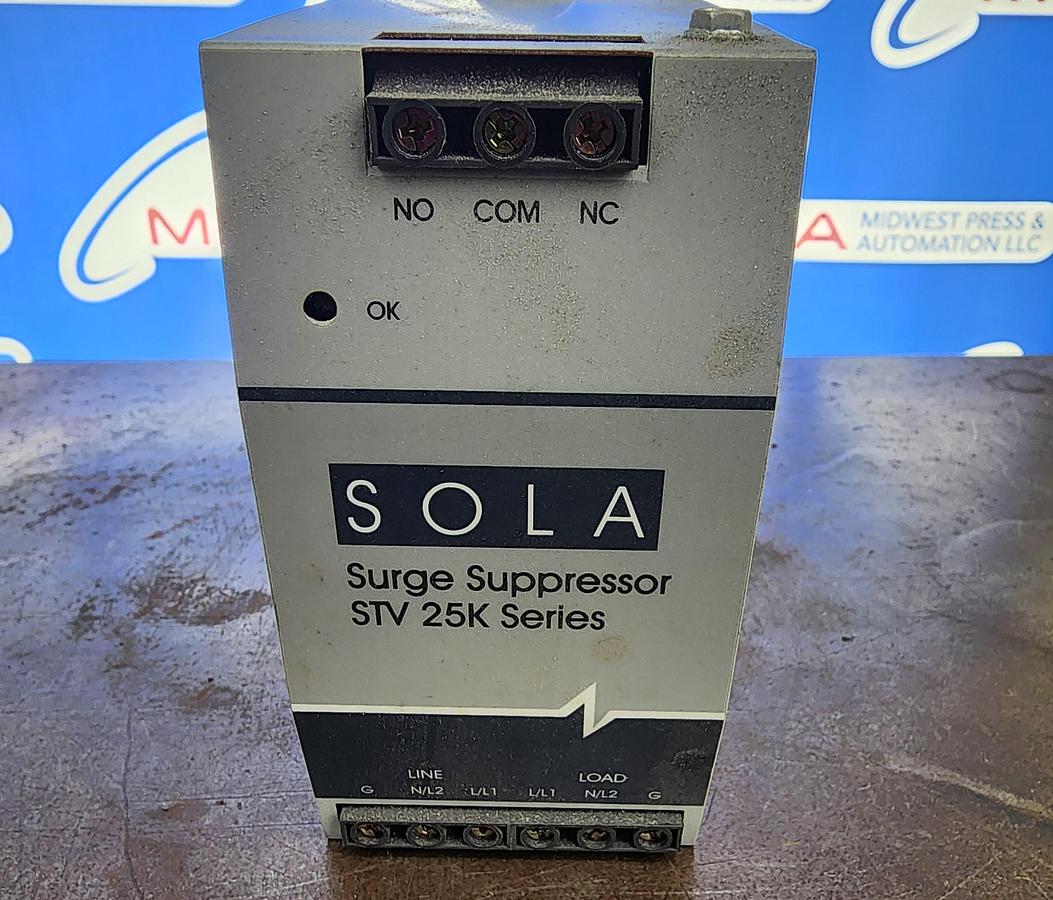 NO COM NC
M
A MIDWEST PRESS &
AUTOMATION LLC
OK
SOLA
Surge Suppressor
STV 25K Series
LINE LOAD
G N/L2 L/L1 L/L1 N/L2 G